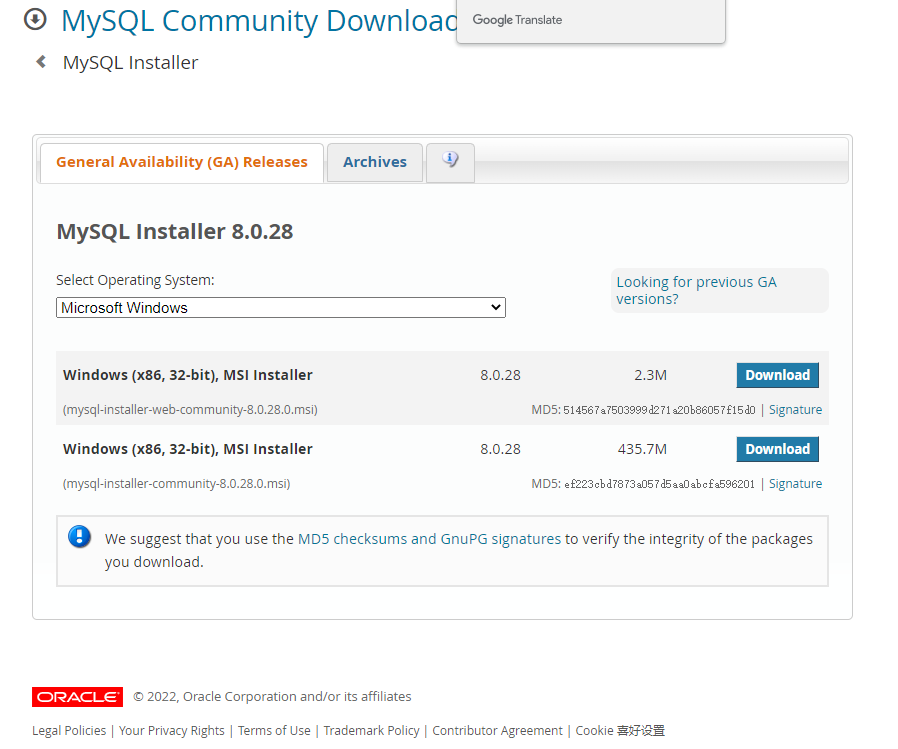 MySQL Community Download
Google Translate
MySQL Installer
General Availability (GA) Releases
Archives
MySQL Installer 8.0.28
Select Operating System:
Microsoft Windows
Looking for previous GA
versions?
Windows (x86, 32-bit), MSI Installer 8.0.28 2.3M Download
(mysql-installer-web-community-8.0.28.0.msi) MD5: 514567a7503999d271a20b86057f15d0 | Signature
Windows (x86, 32-bit), MSI Installer 8.0.28 435.7M Download
(mysql-installer-community-8.0.28.0.msi) MD5: ef223cbd7873a057d5aa0abcfa596201 | Signature
We suggest that you use the MD5 checksums and GnuPG signatures to verify the integrity of the packages
you download.
ORACLE © 2022, Oracle Corporation and/or its affiliates
Legal Policies | Your Privacy Rights | Terms of Use | Trademark Policy | Contributor Agreement | Cookie 喜好设置